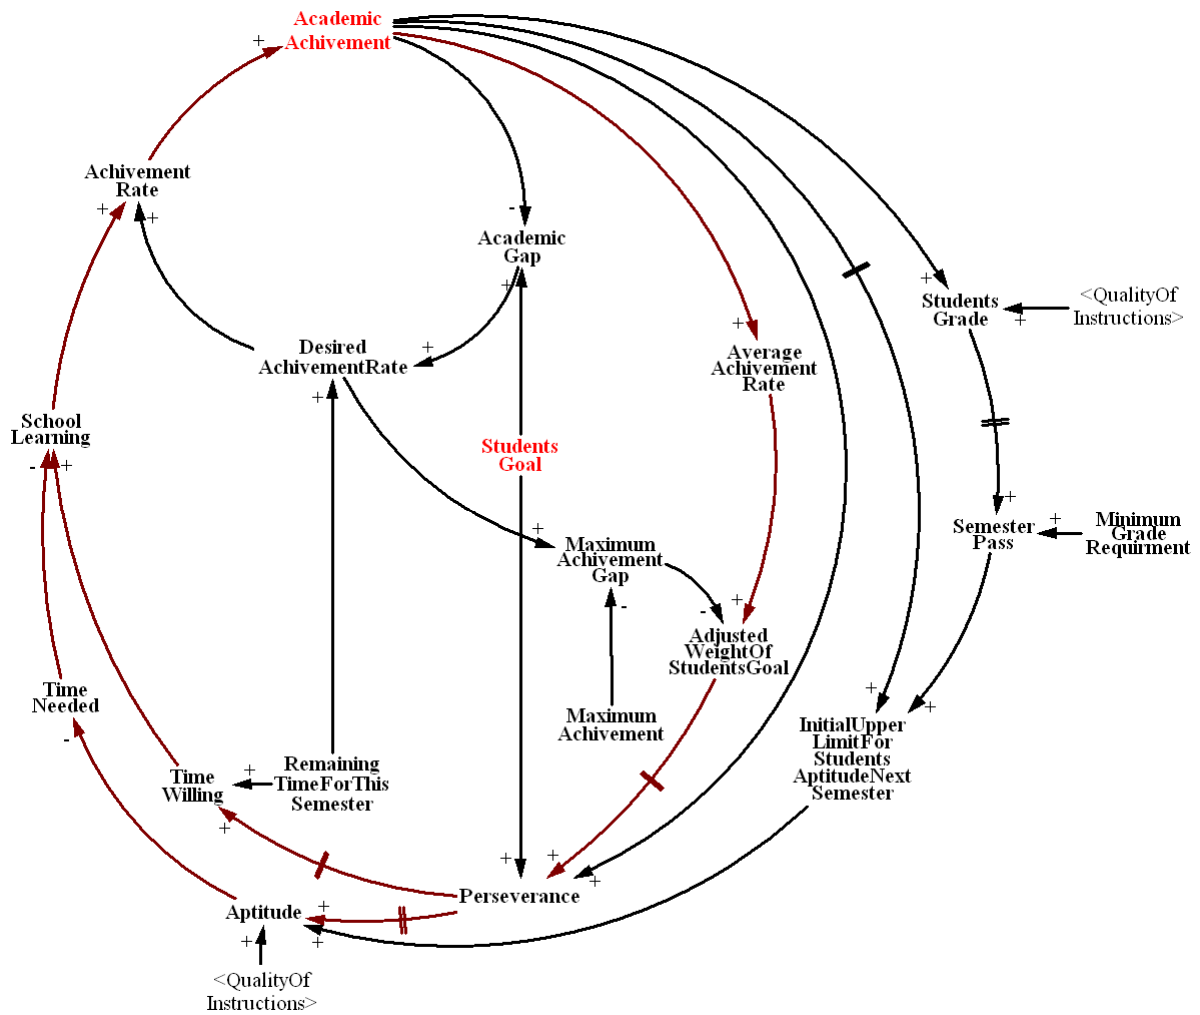 Academic
Achivement
Achivement
Rate
Academic
Gap
Students
Grade
<QualityOf
Instructions>
Desired
AchivementRate
Average
Achivement
Rate
School
Learning
Students
Goal
Semester
Pass
Minimum
Grade
Requirment
Maximum
Achivement
Gap
Adjusted
WeightOf
StudentsGoal
Time
Needed
Maximum
Achivement
InitialUpper
LimitFor
Students
AptitudeNext
Semester
Time
Willing
Remaining
TimeForThis
Semester
Perseverance
Aptitude
<QualityOf
Instructions>